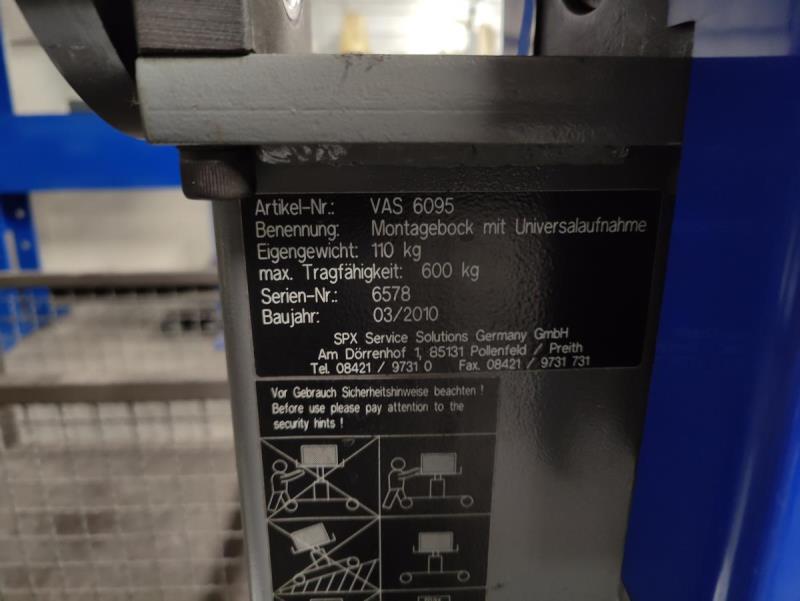 Artikel-Nr.: VAS 6095
Benennung: Montagebock mit Universalaufnahme
Eigengewicht: 110 kg
max. Tragfähigkeit: 600 kg
Serien-Nr.: 6578
Baujahr: 03/2010
SPX Service Solutions Germany GmbH
Am Dörrenhof 1, 85131 Pollenfeld / Preith
Tel. 08421 / 9731 0 Fax. 08421 / 9731 731
Vor Gebrauch Sicherheitshinweise beachten !
Before use please pay attention to the
security hints !